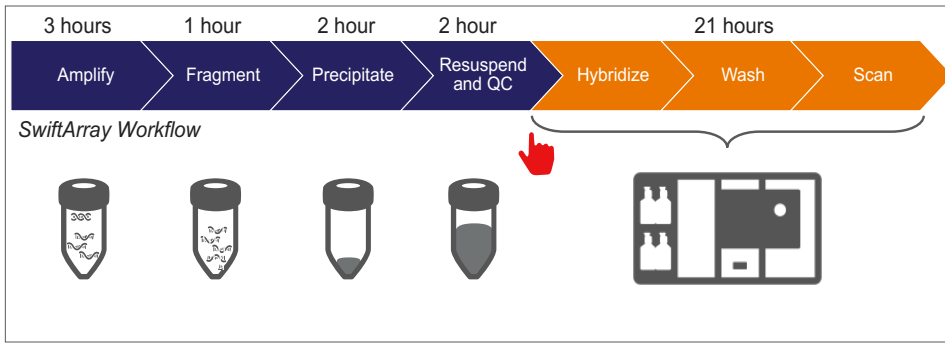 3 hours 1 hour 2 hour 2 hour 21 hours
Amplify Fragment Precipitate Resuspend and QC Hybridize Wash Scan
SwiftArray Workflow